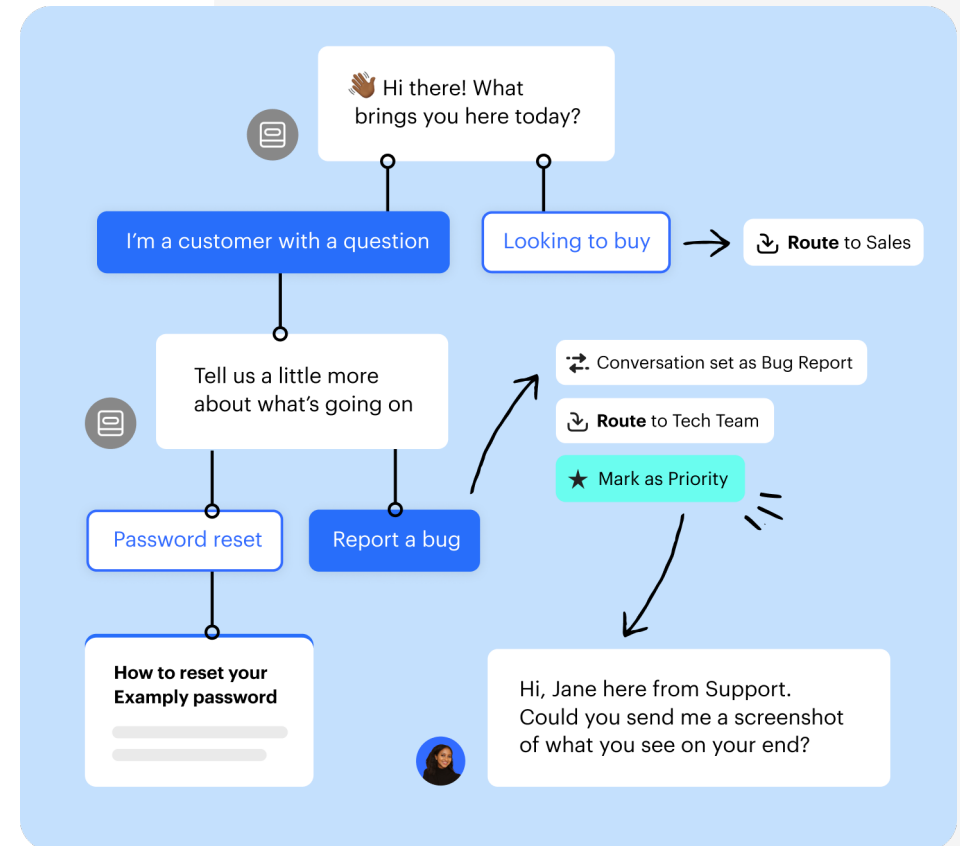 👋🏾 Hi there! What
brings you here today?
I’m a customer with a question
Looking to buy
Route to Sales
Tell us a little more
about what’s going on
Conversation set as Bug Report
Route to Tech Team
Mark as Priority
Password reset
Report a bug
How to reset your
Examply password
Hi, Jane here from Support.
Could you send me a screenshot
of what you see on your end?